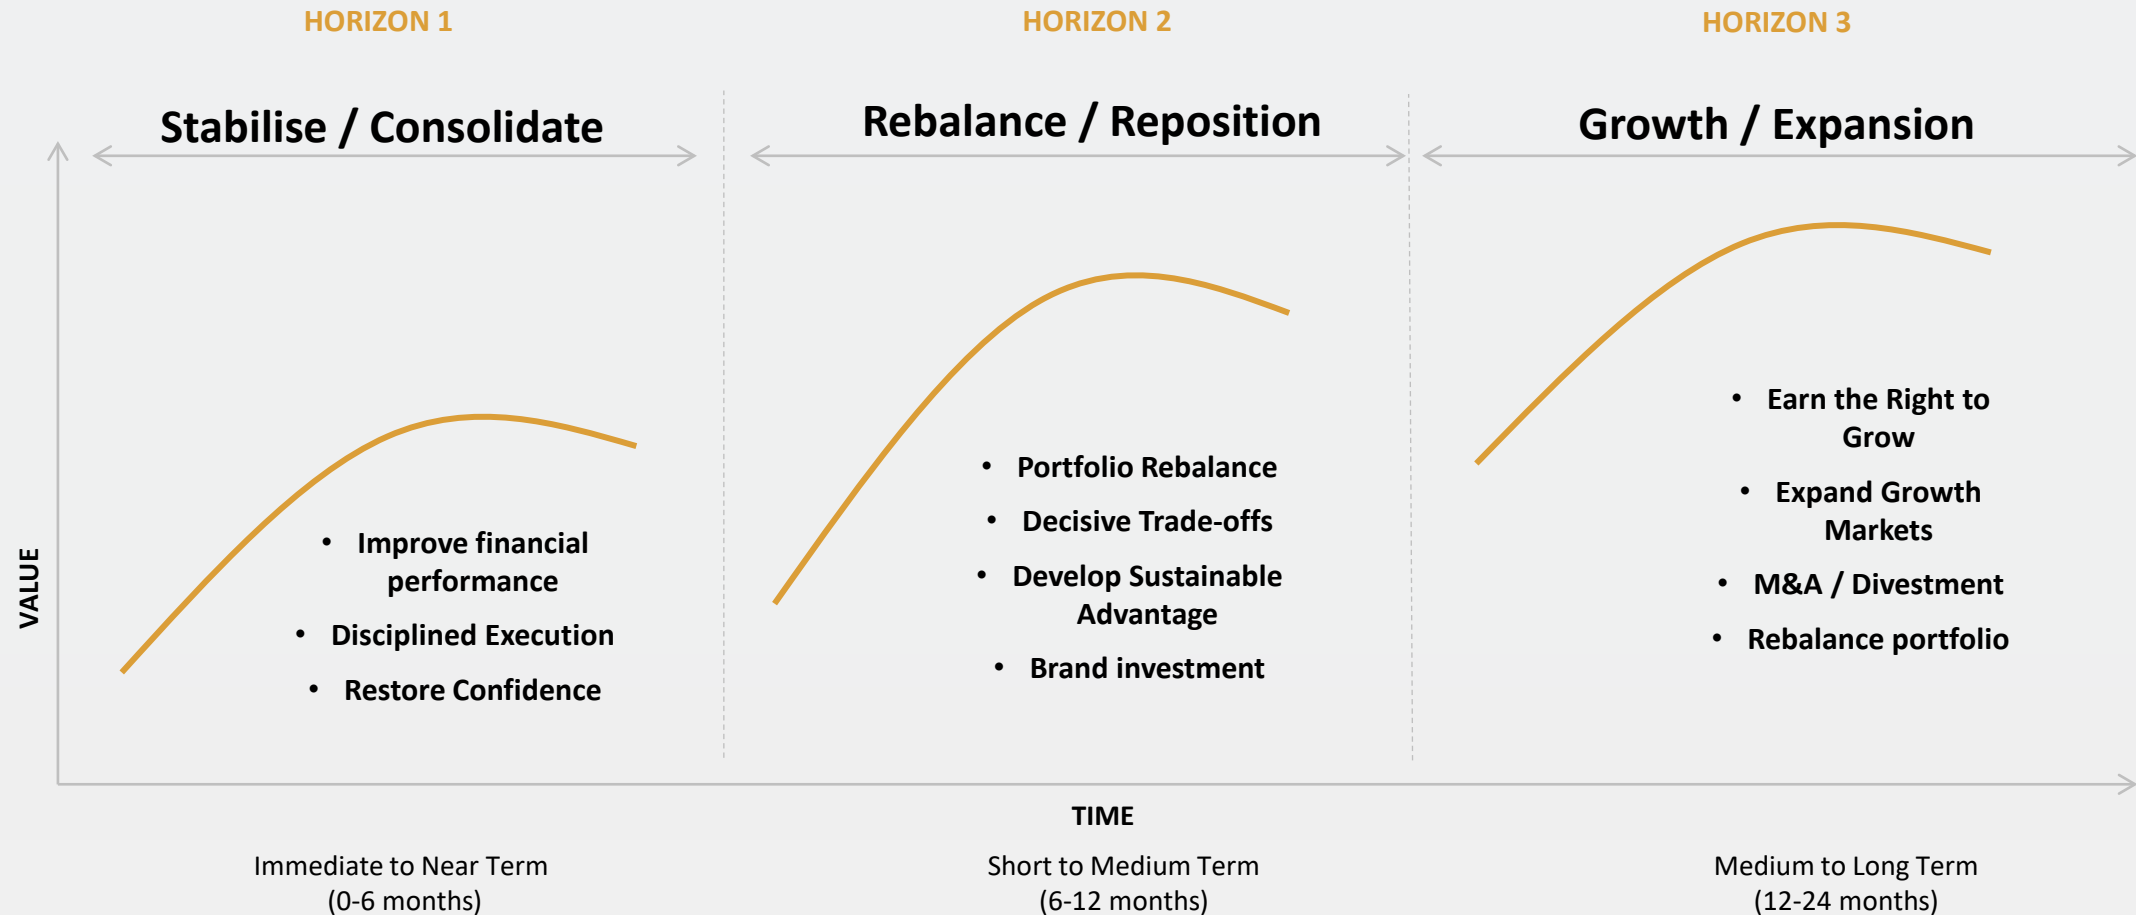 HORIZON 1
HORIZON 2
HORIZON 3
Stabilise / Consolidate
Rebalance / Reposition
Growth / Expansion
VALUE
• Improve financial
performance
• Disciplined Execution
• Restore Confidence
• Portfolio Rebalance
• Decisive Trade-offs
• Develop Sustainable
Advantage
• Brand investment
• Earn the Right to
Grow
• Expand Growth
Markets
• M&A / Divestment
• Rebalance portfolio
TIME
Immediate to Near Term
(0-6 months)
Short to Medium Term
(6-12 months)
Medium to Long Term
(12-24 months)